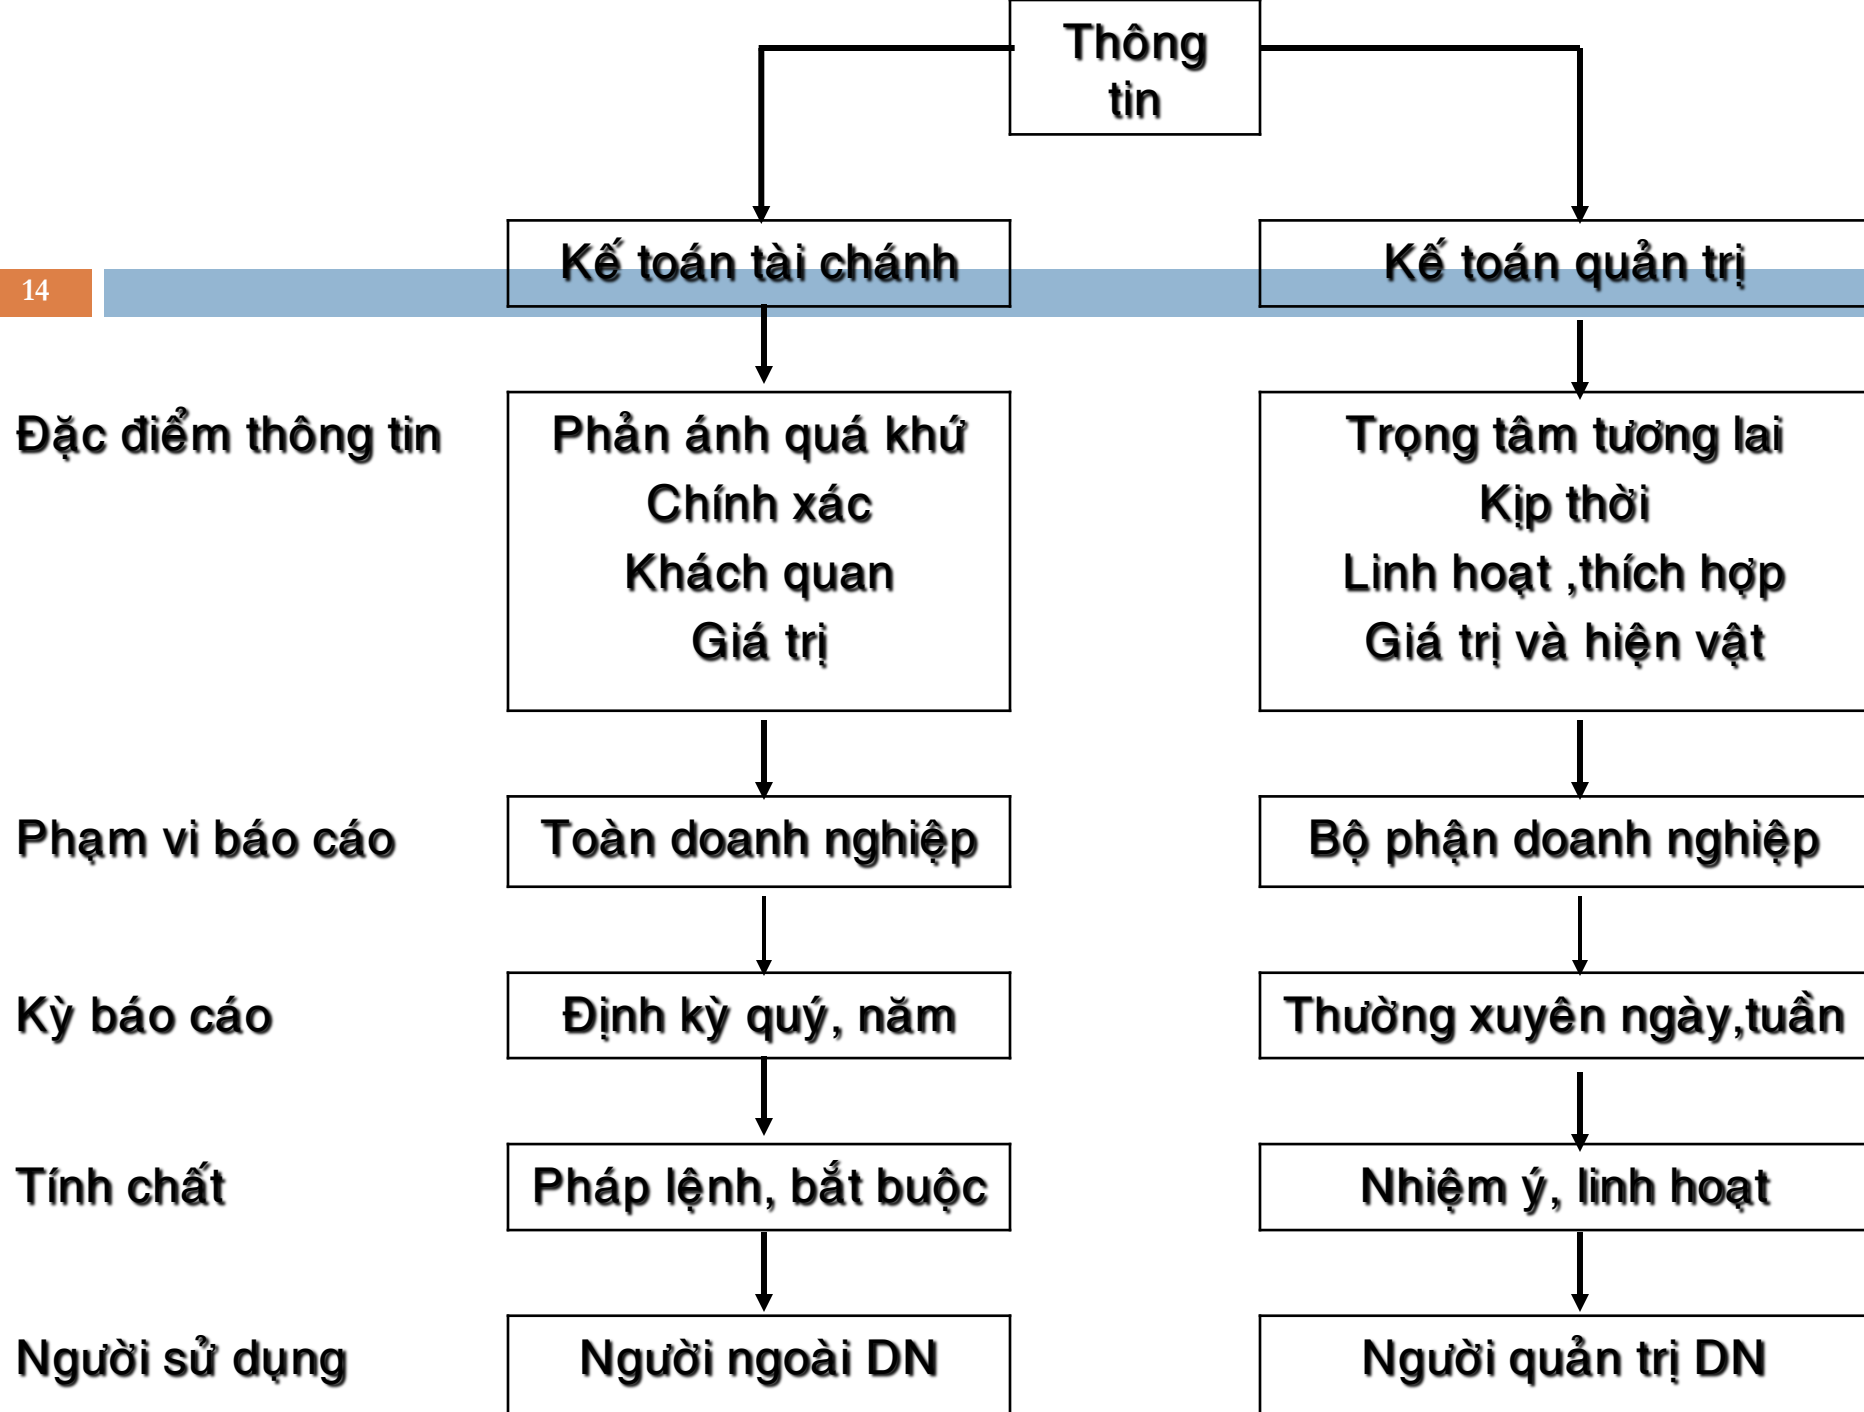 Thông
tin
Kế toán tài chánh
Kế toán quản trị
14
Đặc điểm thông tin
Phản ánh quá khứ
Chính xác
Khách quan
Giá trị
Trọng tâm tương lai
Kịp thời
Linh hoạt ,thích hợp
Giá trị và hiện vật
Phạm vi báo cáo
Toàn doanh nghiệp
Bộ phận doanh nghiệp
Kỳ báo cáo
Định kỳ quý, năm
Thường xuyên ngày,tuần
Tính chất
Pháp lệnh, bắt buộc
Nhiệm ý, linh hoạt
Người sử dụng
Người ngoài DN
Người quản trị DN